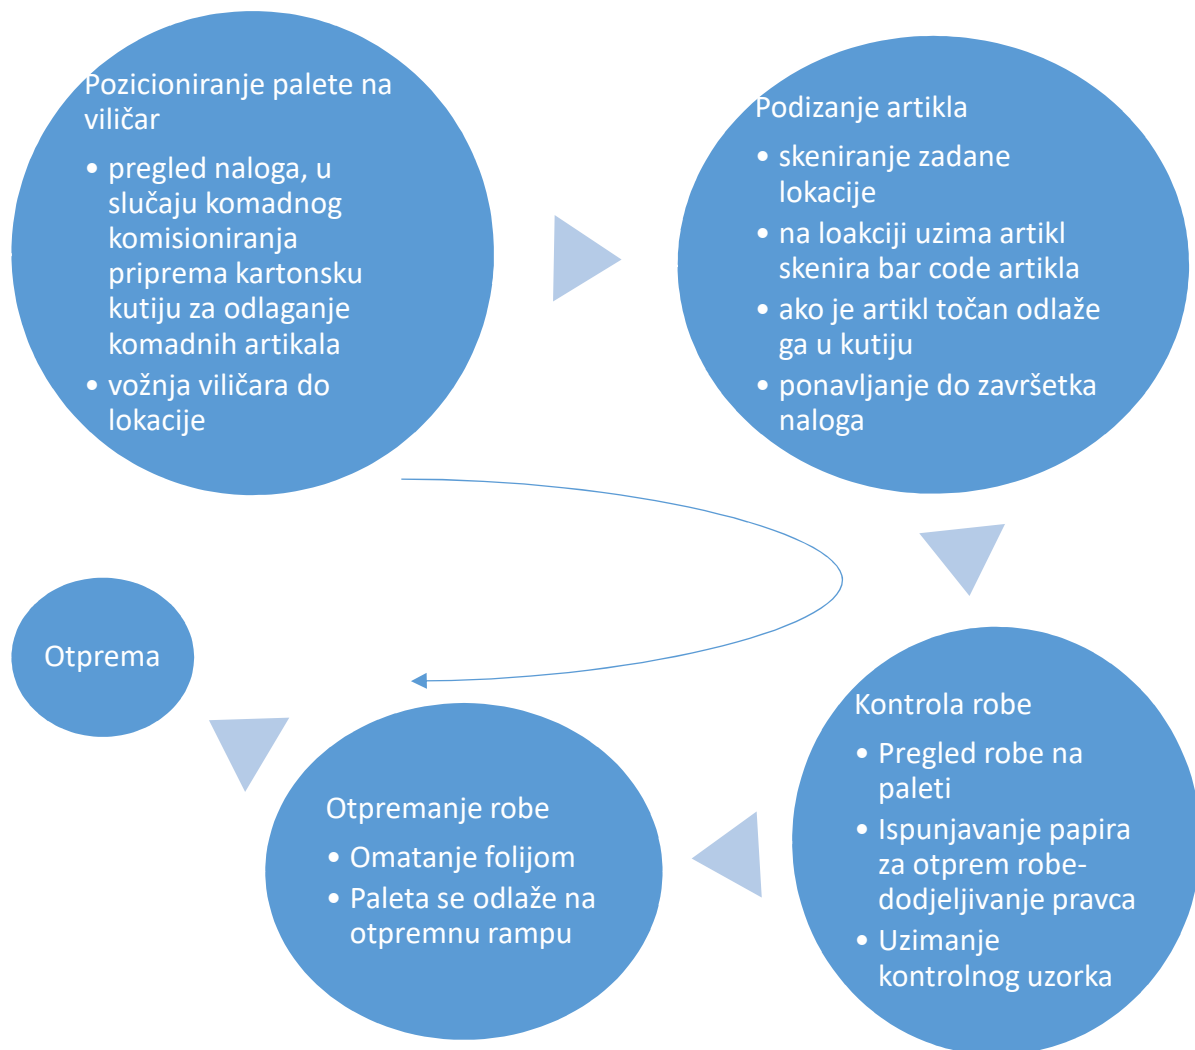 Pozicioniranje palete na
viličar
• pregled naloga, u
slučaju komadnog
komisioniranja
priprema kartonsku
kutiju za odlaganje
komadnih artikala
• vožnja viličara do
lokacije
Podizanje artikla
• skeniranje zadane
lokacije
• na loakciji uzima artikl
skenira bar code artikla
• ako je artikl točan odlaže
ga u kutiju
• ponavljanje do završetka
naloga
Kontrola robe
• Pregled robe na
paleti
• Ispunjavanje papira
za otprem robe-
dodjeljivanje pravca
• Uzimanje
kontrolnog uzorka
Otpremanje robe
• Omatanje folijom
• Paleta se odlaže na
otpremnu rampu
Otprema